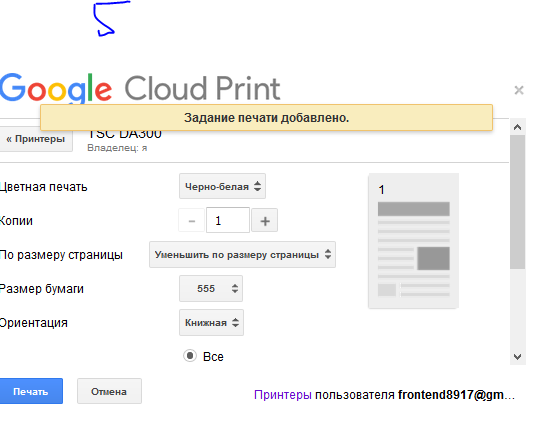 5
Google Cloud Print
Задание печати добавлено.
« Принтеры
TSC DA300
Владелец: я
Цветная печать
Черно-белая
Копии
1
По размеру страницы
Уменьшить по размеру страницы
Размер бумаги
555
Ориентация
Книжная
Все
1
Печать
Отмена
Принтеры пользователя frontend8917@gm…